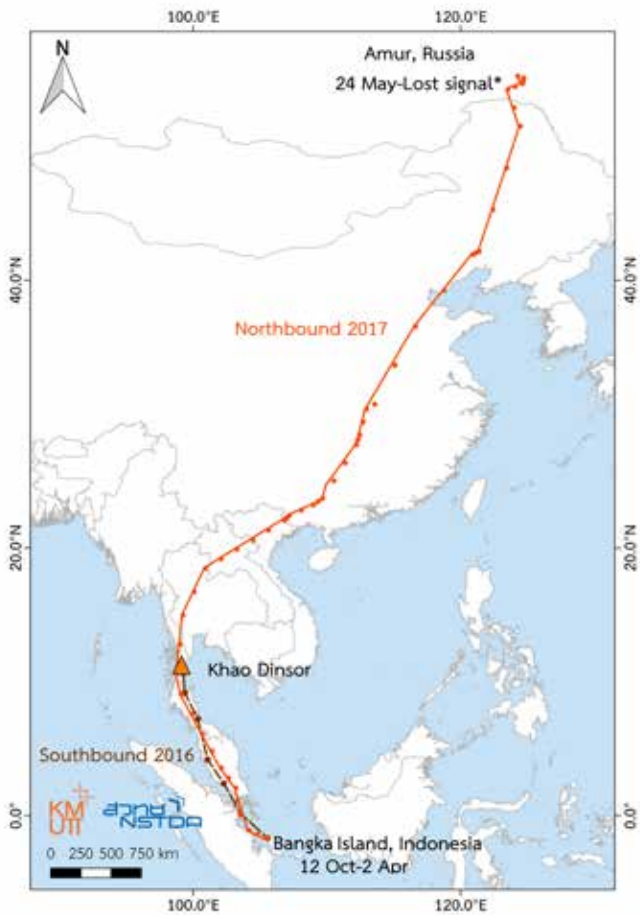 100.0°E 120.0°E
N
Amur, Russia
24 May-Lost signal*
40.0°N 40.0°N
Northbound 2017
20.0°N 20.0°N
Khao Dinsor
Southbound 2016
KM
UTT
สวทช
NSTDA
0.0° 0.0°
Bangka Island, Indonesia
12 Oct-2 Apr
0 250 500 750 km
100.0°E 120.0°E